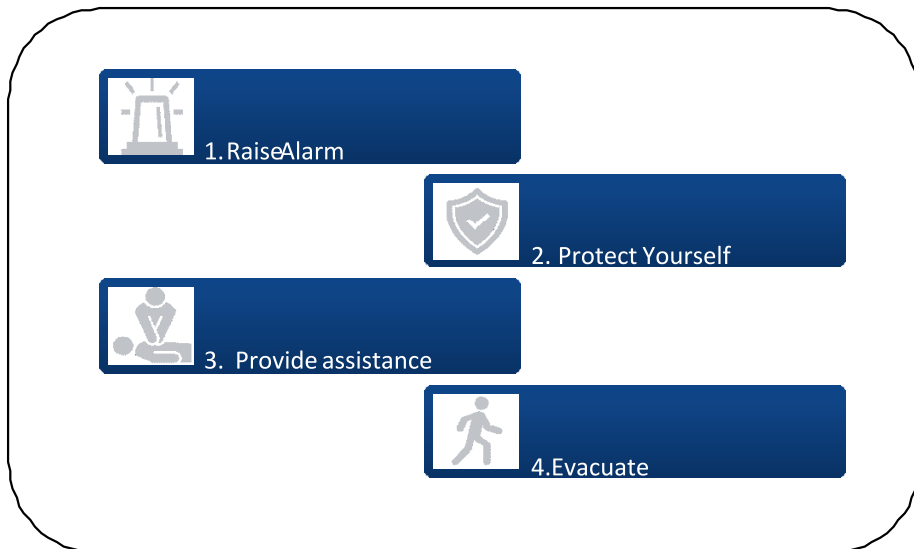 1. RaiseAlarm
2. Protect Yourself
3. Provide assistance
4.Evacuate